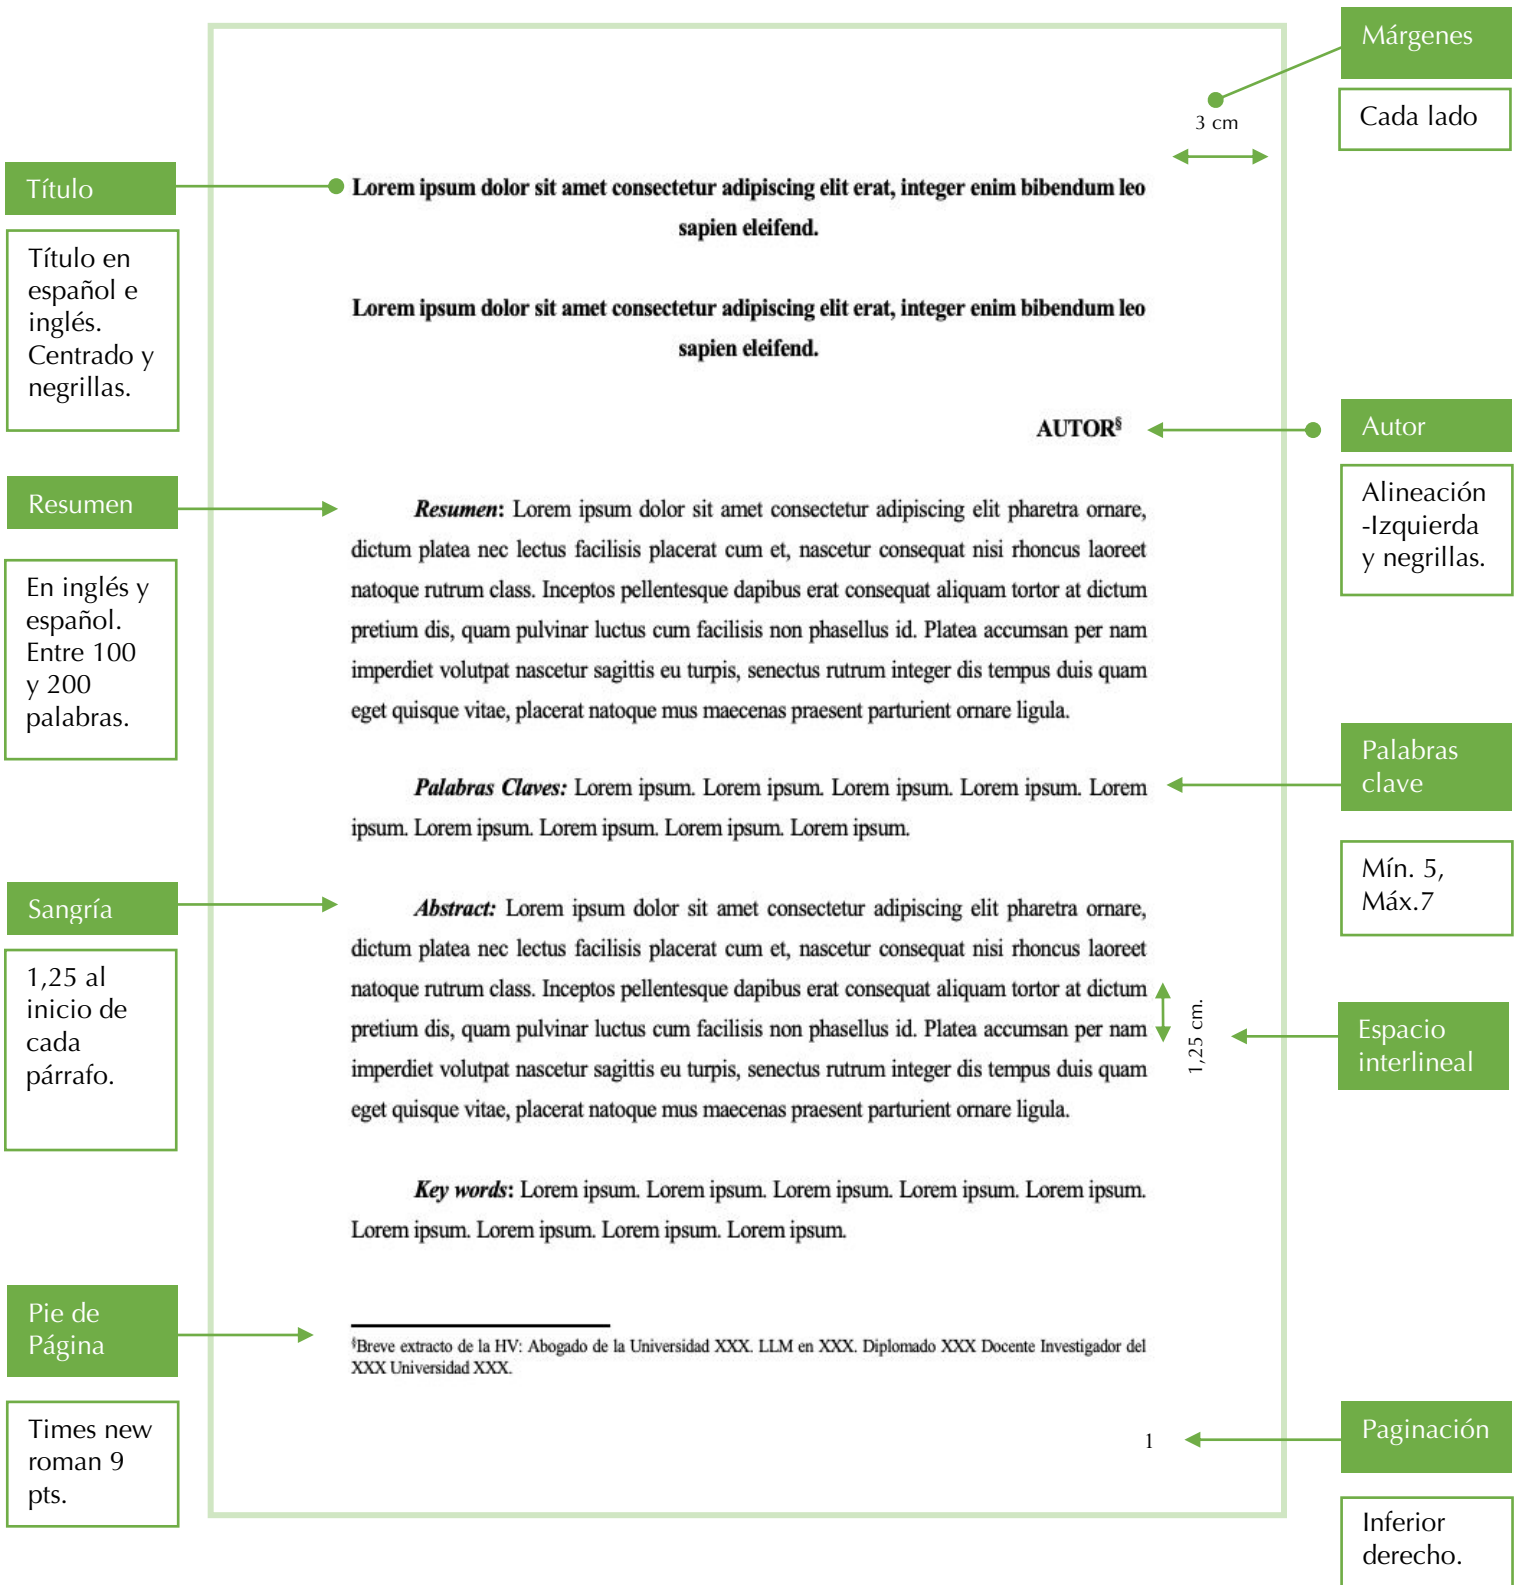 Márgenes
Cada lado
3 cm
Título
Título en
español e
inglés.
Centrado y
negrillas.
Lorem ipsum dolor sit amet consectetur adipiscing elit erat, integer enim bibendum leo
sapien eleifend.
Lorem ipsum dolor sit amet consectetur adipiscing elit erat, integer enim bibendum leo
sapien eleifend.
AUTOR§
Autor
Alineación
-Izquierda
y negrillas.
Resumen
En inglés y
español.
Entre 100
y 200
palabras.
Resumen: Lorem ipsum dolor sit amet consectetur adipiscing elit pharetra ornare,
dictum platea nec lectus facilisis placerat cum et, nascetur consequat nisi rhoncus laoreet
natoque rutrum class. Inceptos pellentesque dapibus erat consequat aliquam tortor at dictum
pretium dis, quam pulvinar luctus cum facilisis non phasellus id. Platea accumsan per nam
imperdiet volutpat nascetur sagittis eu turpis, senectus rutrum integer dis tempus duis quam
eget quisque vitae, placerat natoque mus maecenas praesent parturient ornare ligula.
Palabras
clave
Mín. 5,
Máx.7
Palabras Claves: Lorem ipsum. Lorem ipsum. Lorem ipsum. Lorem ipsum. Lorem
ipsum. Lorem ipsum. Lorem ipsum. Lorem ipsum. Lorem ipsum.
Sangría
1,25 al
inicio de
cada
párrafo.
Abstract: Lorem ipsum dolor sit amet consectetur adipiscing elit pharetra ornare,
dictum platea nec lectus facilisis placerat cum et, nascetur consequat nisi rhoncus laoreet
natoque rutrum class. Inceptos pellentesque dapibus erat consequat aliquam tortor at dictum
pretium dis, quam pulvinar luctus cum facilisis non phasellus id. Platea accumsan per nam
imperdiet volutpat nascetur sagittis eu turpis, senectus rutrum integer dis tempus duis quam
eget quisque vitae, placerat natoque mus maecenas praesent parturient ornare ligula.
1,25 cm.
Espacio
interlineal
Key words: Lorem ipsum. Lorem ipsum. Lorem ipsum. Lorem ipsum. Lorem ipsum.
Lorem ipsum. Lorem ipsum. Lorem ipsum. Lorem ipsum.
Pie de
Página
Times new
roman 9
pts.
§Breve extracto de la HV: Abogado de la Universidad XXX. LLM en XXX. Diplomado XXX Docente Investigador del
XXX Universidad XXX.
1
Paginación
Inferior
derecho.